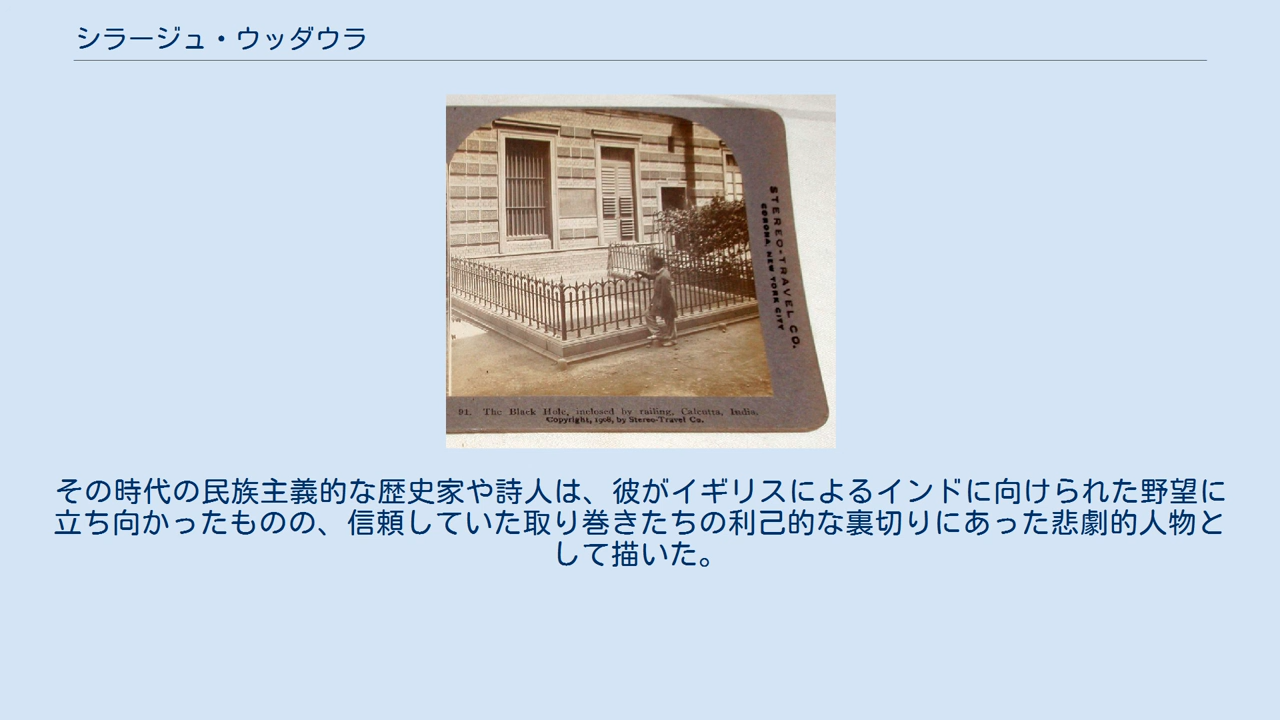 シラージュ・ウッダウラ
STEREO-TRAVEL CO.
CORONA, NEW YORK CITY
91. The Black Hole, inclosed by railing, Calcutta, India.
Copyright, 1908, by Stereo-Travel Co.
その時代の民族主義的な歴史家や詩人は、彼がイギリスによるインドに向けられた野望に
立ち向かったものの、信頼していた取り巻きたちの利己的な裏切りにあった悲劇的人物と
して描いた。